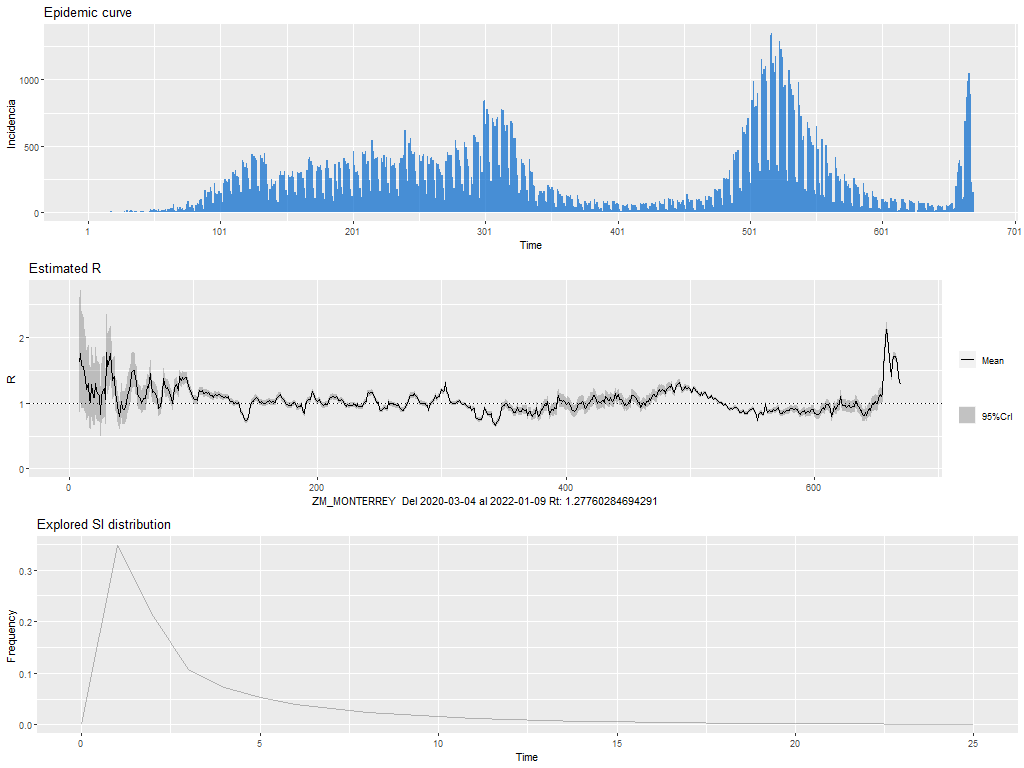 Epidemic curve
Incidencia
1000
500
0
1 101 201 301 401 501 601 701
Time
Estimated R
R
2
1
0
0 200 400 600
ZM_MONTERREY Del 2020-03-04 al 2022-01-09 Rt: 1.27760284694291
Mean
95%CrI
Explored SI distribution
Frequency
0.3
0.2
0.1
0.0
0 5 10 15 20 25
Time